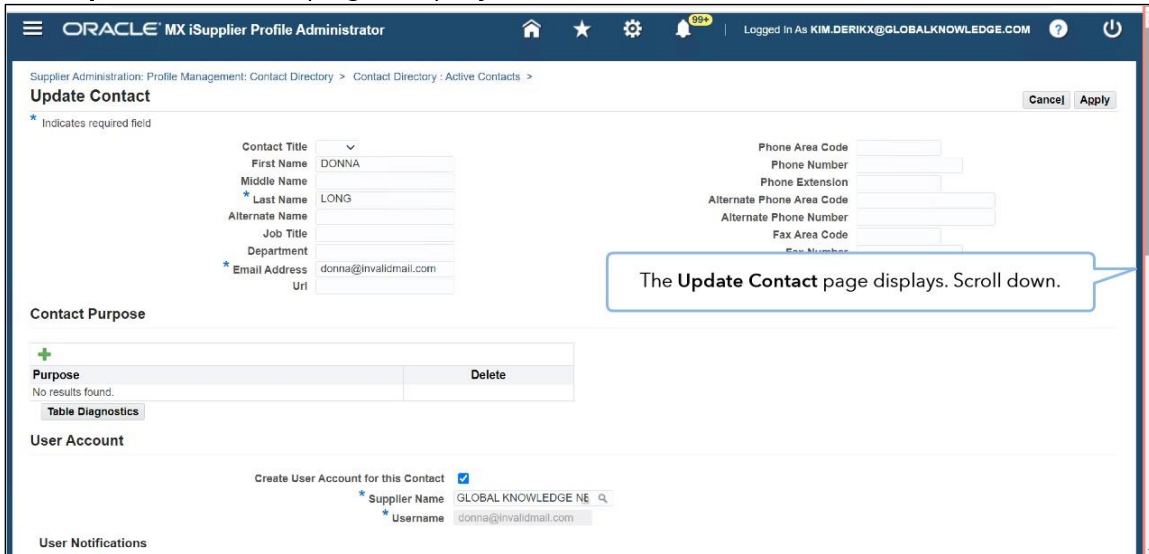 ORACLE MX iSupplier Profile Administrator
99+
Logged In As KIM.DERIKX@GLOBALKNOWLEDGE.COM
?
Supplier Administration: Profile Management: Contact Directory > Contact Directory : Active Contacts >
Update Contact
Cancel Apply
* Indicates required field
Contact Title
First Name DONNA
Middle Name
* Last Name LONG
Alternate Name
Job Title
Department
* Email Address donna@invalidmail.com
Url
Phone Area Code
Phone Number
Phone Extension
Alternate Phone Area Code
Alternate Phone Number
Fax Area Code
Fax Number
The Update Contact page displays. Scroll down.
Contact Purpose
Purpose Delete
No results found.
Table Diagnostics
User Account
Create User Account for this Contact
* Supplier Name GLOBAL KNOWLEDGE NE
* Username donna@invalidmail.com
User Notifications